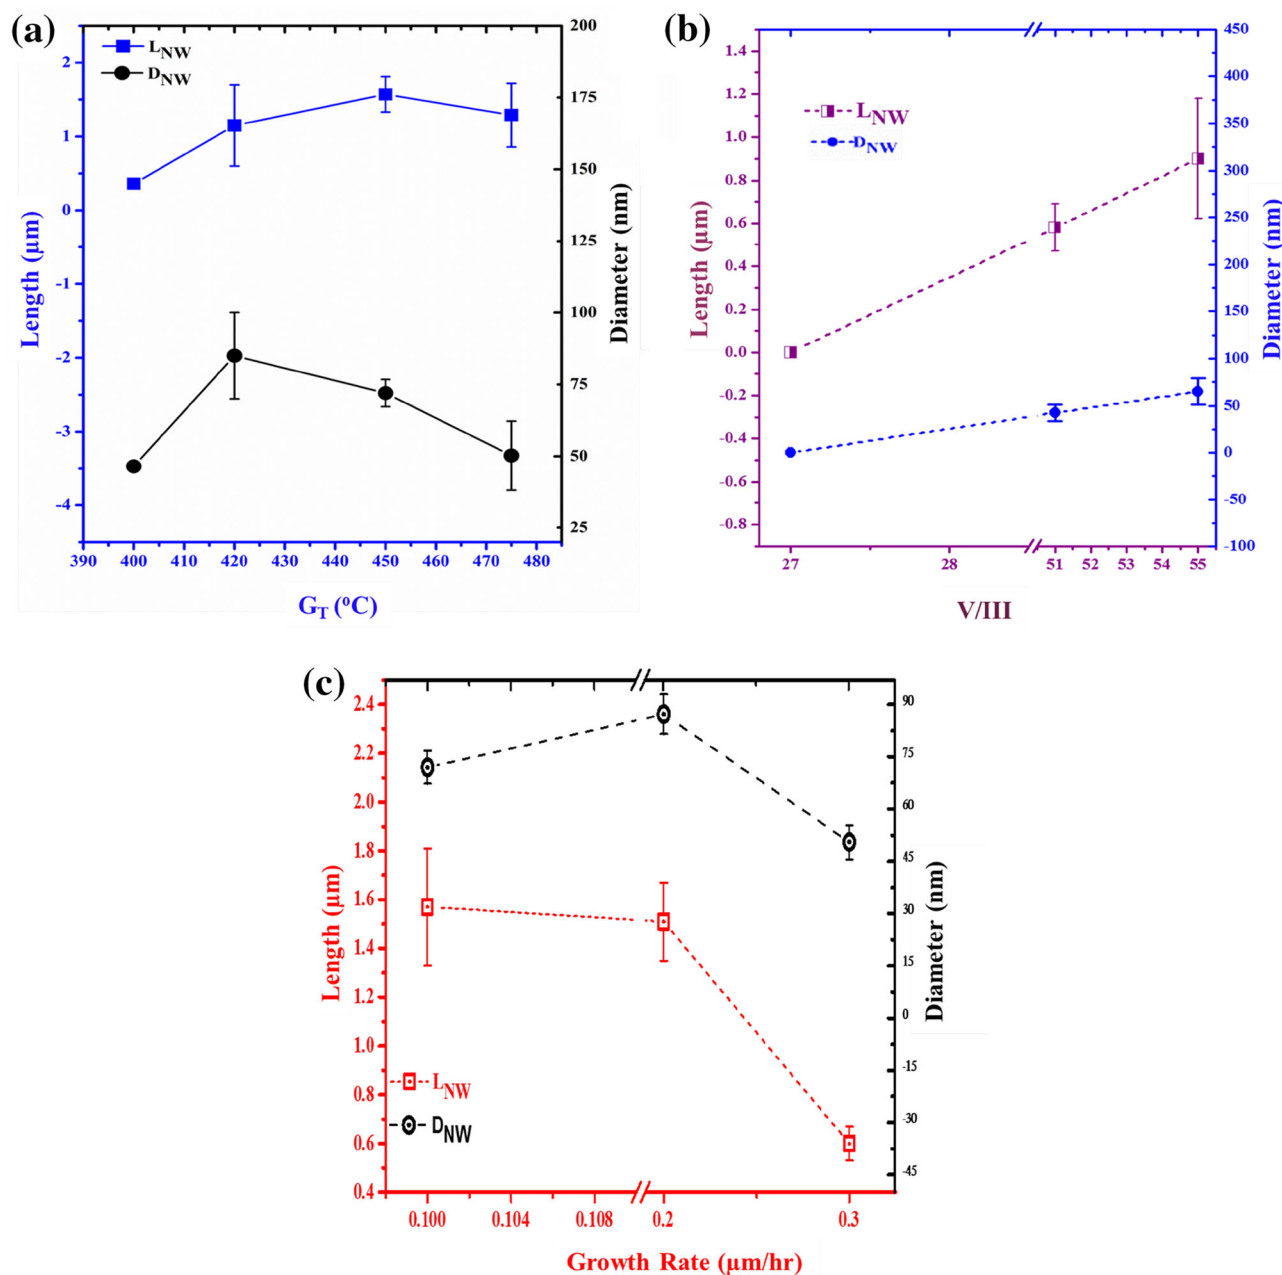 (a)
L_NW
D_NW
2
1
0
-1
-2
-3
-4
200
175
150
125
100
75
50
25
Length (μm)
Diameter (nm)
390 400 410 420 430 440 450 460 470 480
G_T (°C)
(b)
L_NW
D_NW
1.4
1.2
1.0
0.8
0.6
0.4
0.2
0.0
-0.2
-0.4
-0.6
-0.8
450
400
350
300
250
200
150
100
50
0
-50
-100
Length (μm)
Diameter (nm)
27 28 51 52 53 54 55
V/III
(c)
2.4
2.2
2.0
1.8
1.6
1.4
1.2
1.0
0.8
0.6
0.4
90
75
60
45
30
15
0
-15
-30
-45
Length (μm)
Diameter (nm)
L_NW
D_NW
0.100 0.104 0.108 0.2 0.3
Growth Rate (μm/hr)